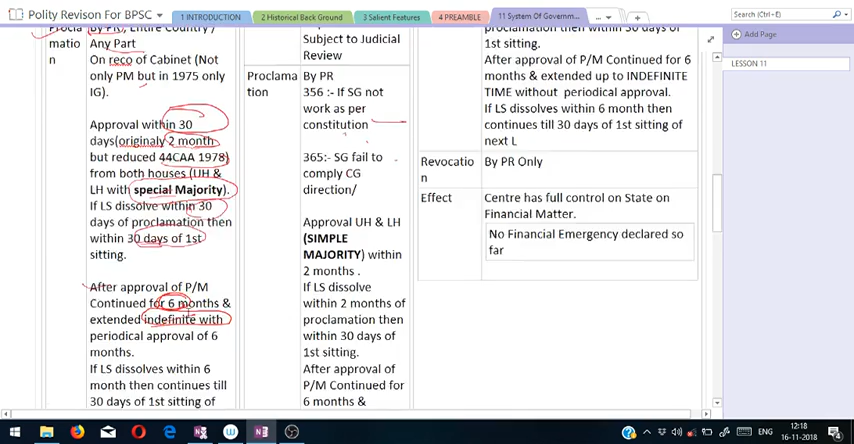 Polity Revison For BPSC
1 INTRODUCTION
2 Historical Back Ground
3 Salient Features
4 PREAMBLE
11 System Of Governm...
...
Search (Ctrl+E)
Add Page
LESSON 11
Procla
matio
n
By PR, Entire Country /
Any Part
On reco of Cabinet (Not
only PM but in 1975 only
IG).
Approval within 30
days(originaly 2 month
but reduced 44CAA 1978)
from both houses (UH &
LH with special Majority).
If LS dissolve within 30
days of proclamation then
within 30 days of 1st
sitting.
After approval of P/M
Continued for 6 months &
extended indefinite with
periodical approval of 6
months.
If LS dissolves within 6
month then continues till
30 days of 1st sitting of
Subject to Judicial
Review
Proclama
tion
By PR
356 :- If SG not
work as per
constitution
365:- SG fail to
comply CG
direction/
Approval UH & LH
(SIMPLE
MAJORITY) within
2 months .
If LS dissolve
within 2 months of
proclamation then
within 30 days of
1st sitting.
After approval of
P/M Continued for
6 months &
proclamation then within 30 days of
1st sitting.
After approval of P/M Continued for 6
months & extended up to INDEFINITE
TIME without periodical approval.
If LS dissolves within 6 month then
continues till 30 days of 1st sitting of
next L
Revocatio
n
By PR Only
Effect
Centre has full control on State on
Financial Matter.
No Financial Emergency declared so
far
ENG
12:18
16-11-2018